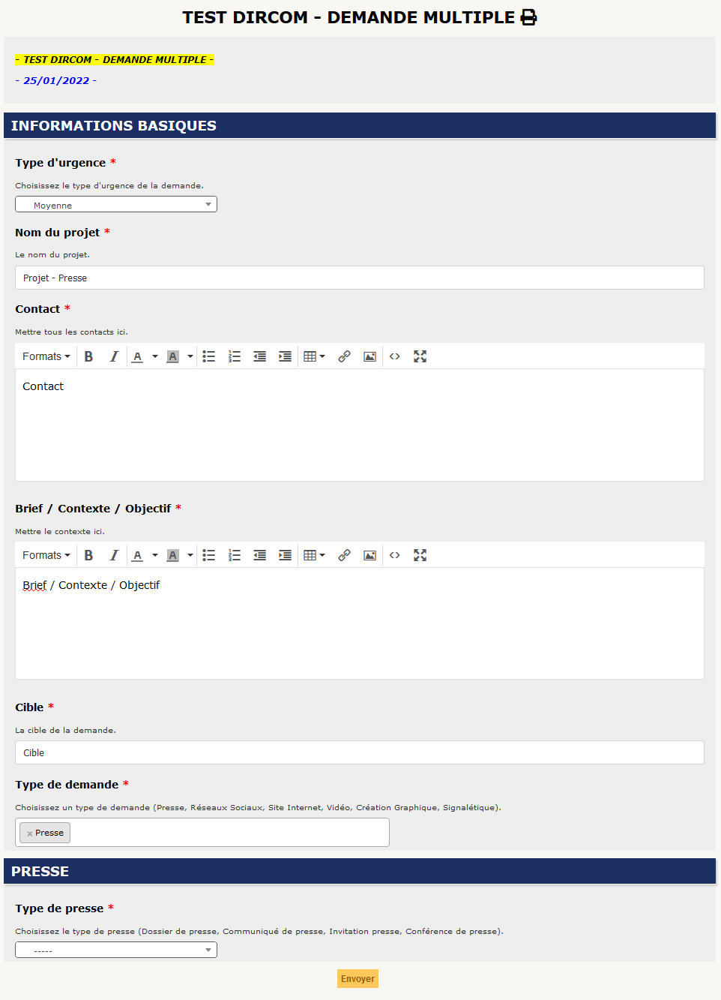 TEST DIRCOM - DEMANDE MULTIPLE
- TEST DIRCOM - DEMANDE MULTIPLE -
- 25/01/2022 -
INFORMATIONS BASIQUES
Type d'urgence *
Choisissez le type d'urgence de la demande.
Moyenne
Nom du projet *
Le nom du projet.
Projet - Presse
Contact *
Mettre tous les contacts ici.
Formats B I A A
Contact
Brief / Contexte / Objectif *
Mettre le contexte ici.
Formats B I A A
Brief / Contexte / Objectif
Cible *
La cible de la demande.
Cible
Type de demande *
Choisissez un type de demande (Presse, Réseaux Sociaux, Site Internet, Vidéo, Création Graphique, Signalétique).
× Presse
PRESSE
Type de presse *
Choisissez le type de presse (Dossier de presse, Communiqué de presse, Invitation presse, Conférence de presse).
-----
Envoyer